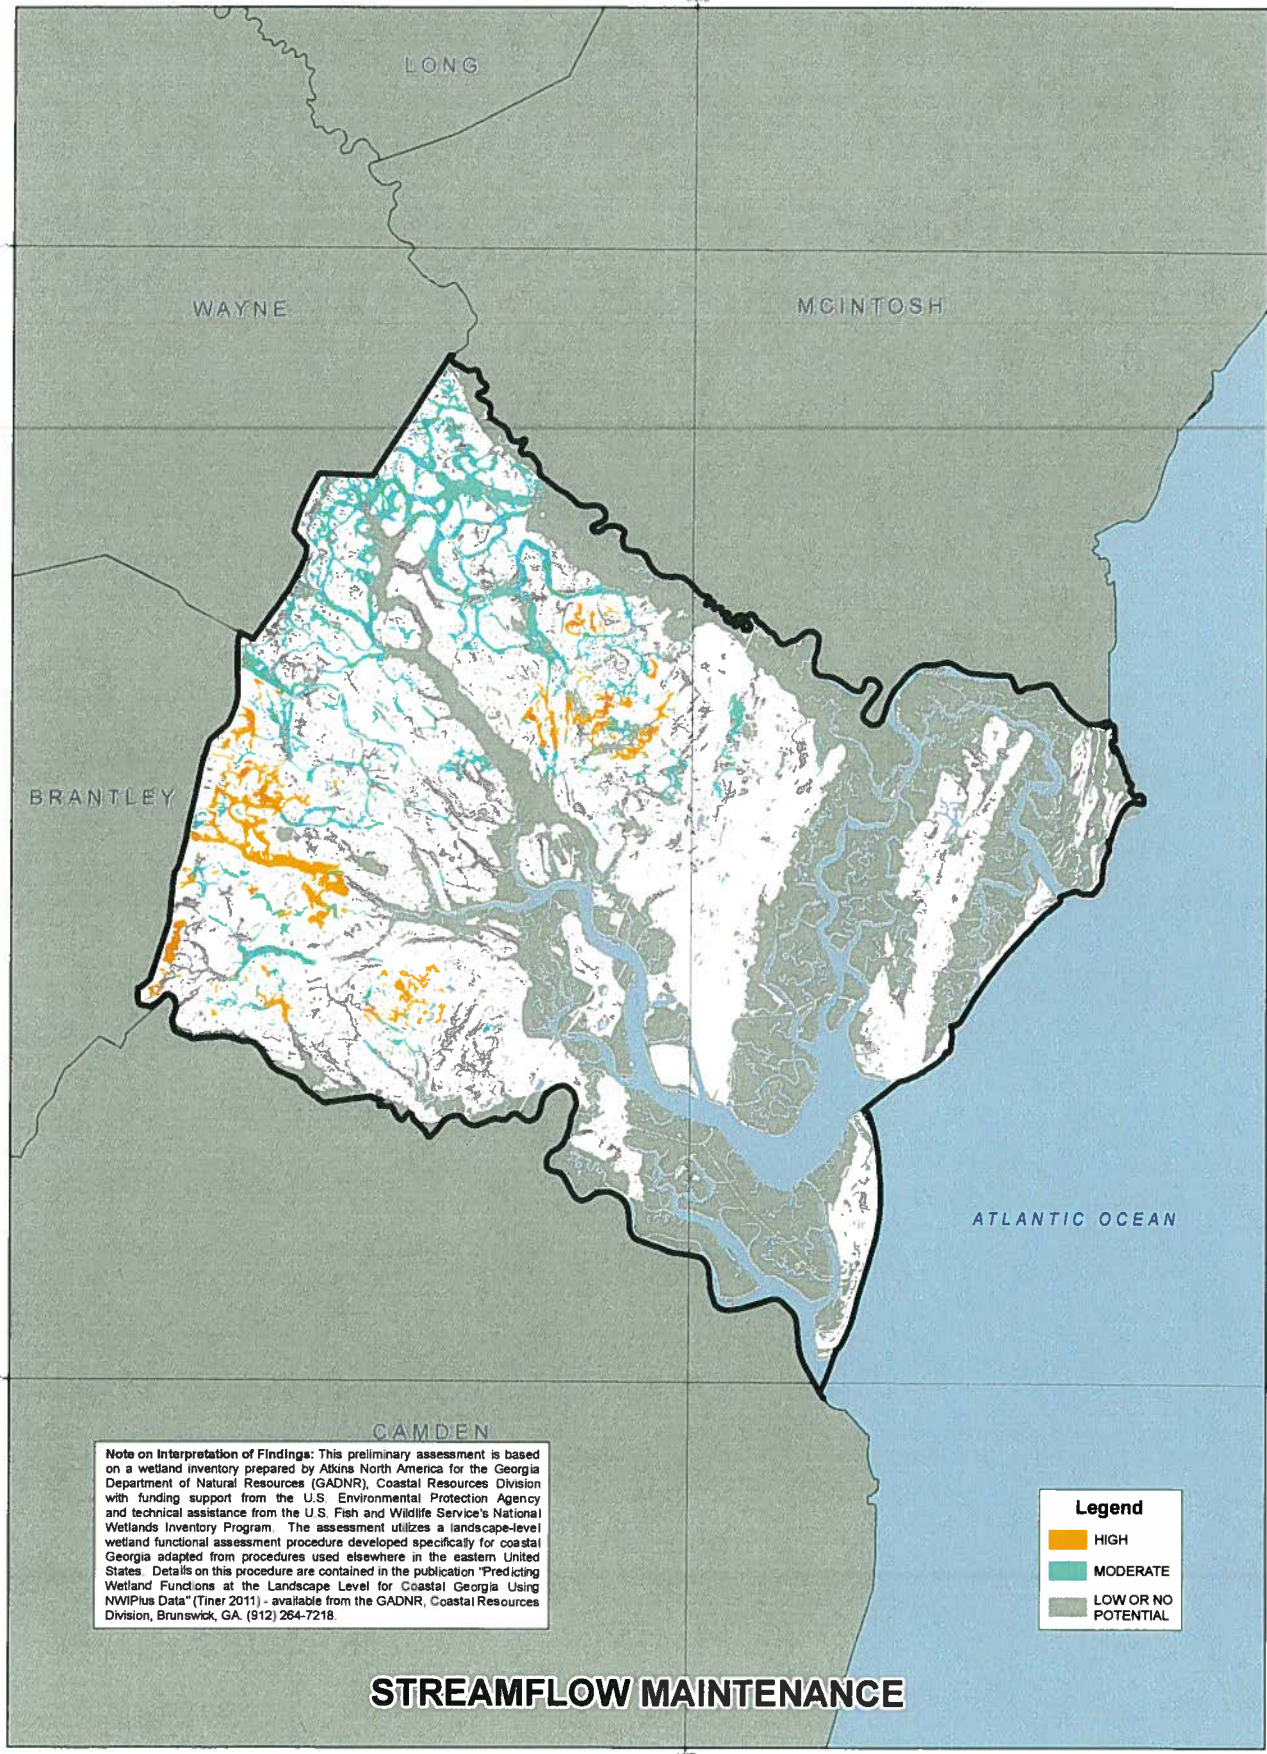 LONG
WAYNE
MCINTOSH
BRANTLEY
ATLANTIC OCEAN
CAMDEN
Note on Interpretation of Findings: This preliminary assessment is based
on a wetland inventory prepared by Atkins North America for the Georgia
Department of Natural Resources (GADNR), Coastal Resources Division
with funding support from the U.S. Environmental Protection Agency
and technical assistance from the U.S. Fish and Wildlife Service's National
Wetlands Inventory Program. The assessment utilizes a landscape-level
wetland functional assessment procedure developed specifically for coastal
Georgia adapted from procedures used elsewhere in the eastern United
States. Details on this procedure are contained in the publication "Predicting
Wetland Functions at the Landscape Level for Coastal Georgia Using
NWIPlus Data" (Tiner 2011) - available from the GADNR, Coastal Resources
Division, Brunswick, GA. (912) 264-7218.
Legend
HIGH
MODERATE
LOW OR NO
POTENTIAL
STREAMFLOW MAINTENANCE